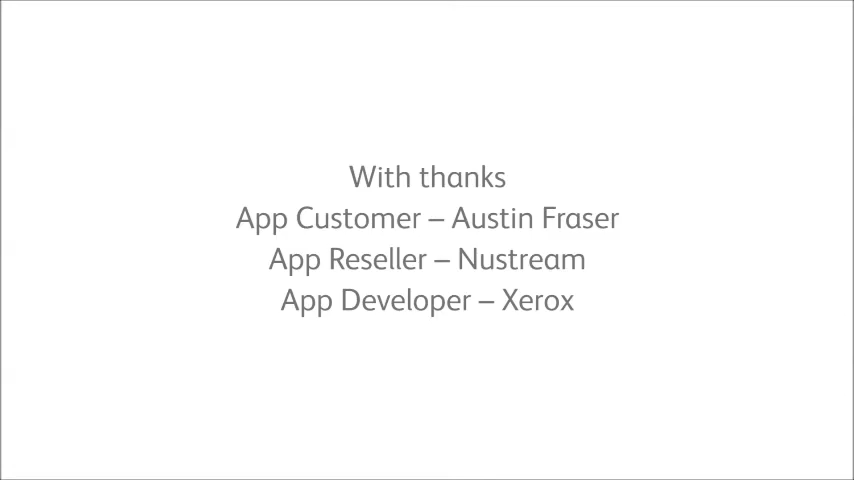 With thanks
App Customer – Austin Fraser
App Reseller – Nustream
App Developer – Xerox